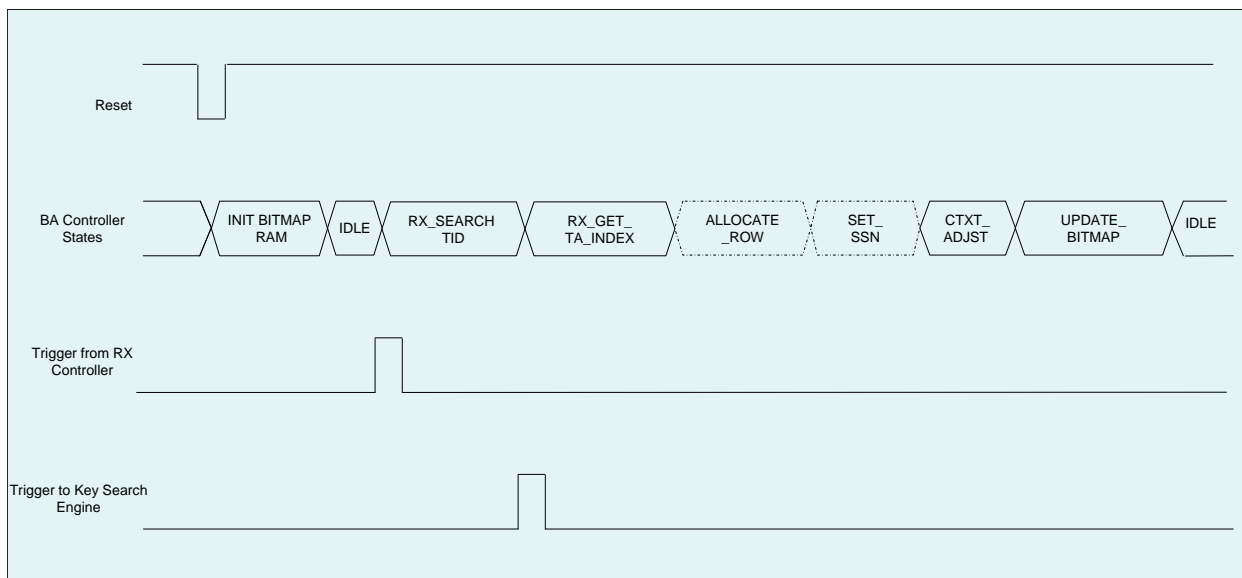 Reset
BA Controller
States
INIT BITMAP
RAM
IDLE
RX_SEARCH
TID
RX_GET_
TA_INDEX
ALLOCATE
_ROW
SET_
SSN
CTXT_
ADJST
UPDATE_
BITMAP
IDLE
Trigger from RX
Controller
Trigger to Key Search
Engine